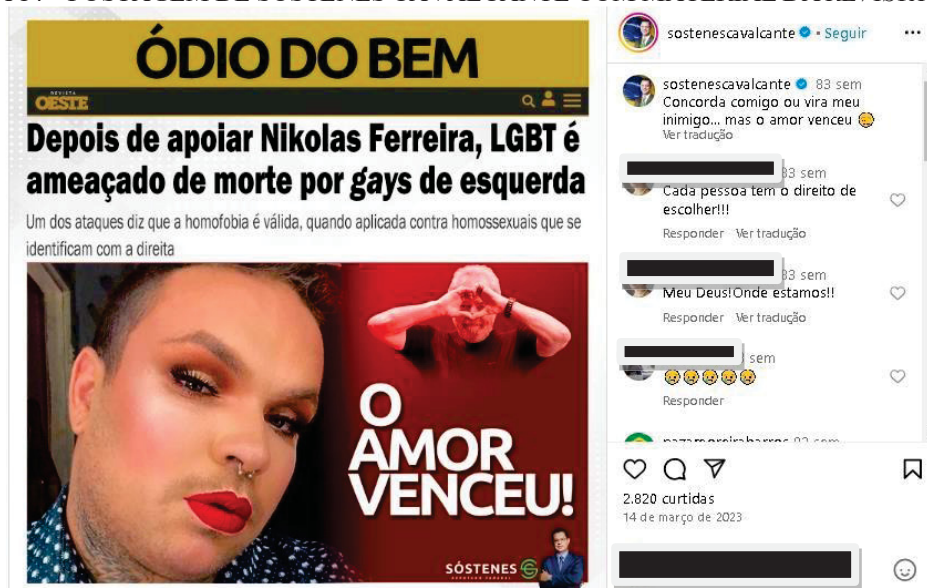 ÓDIO DO BEM
REVISTA
OESTE
Depois de apoiar Nikolas Ferreira, LGBT é
ameaçado de morte por gays de esquerda
Um dos ataques diz que a homofobia é válida, quando aplicada contra homossexuais que se
identificam com a direita
O
AMOR
VENCEU!
SÓSTENES
DEPUTADO FEDERAL
sostenescavalcante • Seguir
sostenescavalcante 83 sem
Concorda comigo ou vira meu
inimigo... mas o amor venceu
Ver tradução
83 sem
Cada pessoa tem o direito de
escolher!!!
Responder Ver tradução
83 sem
Meu Deus!Onde estamos!!
Responder Ver tradução
sem
Responder
2.820 curtidas
14 de março de 2023